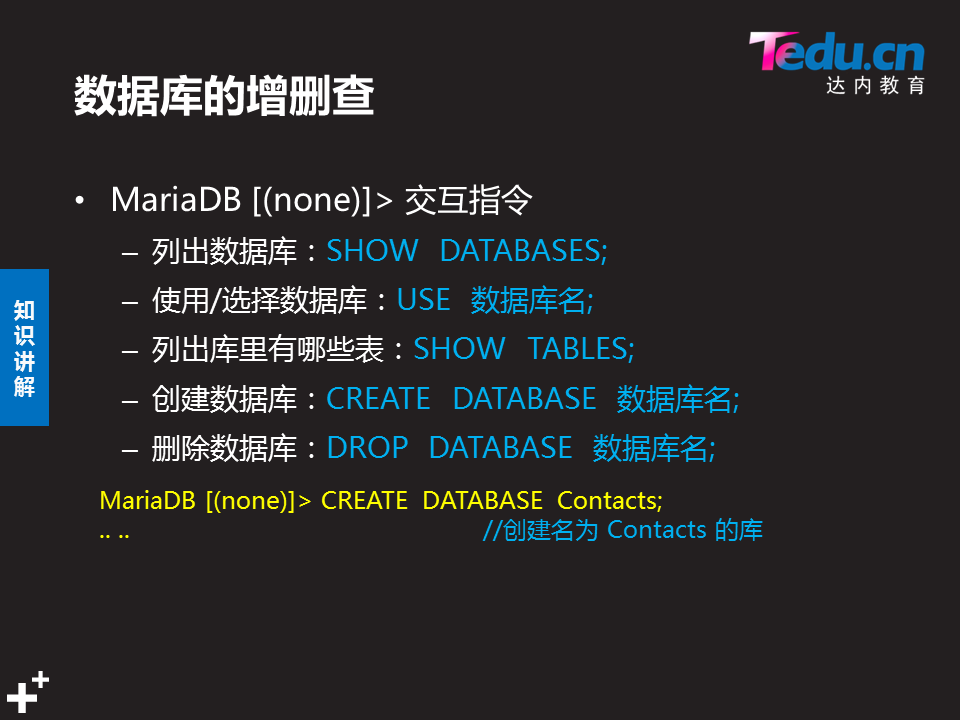 Tedu.cn
达内教育
数据库的增删查
• MariaDB [(none)]> 交互指令
– 列出数据库：SHOW DATABASES;
– 使用/选择数据库：USE 数据库名;
– 列出库里有哪些表：SHOW TABLES;
– 创建数据库：CREATE DATABASE 数据库名;
– 删除数据库：DROP DATABASE 数据库名;
知识讲解
MariaDB [(none)]> CREATE DATABASE Contacts;
.. .. //创建名为 Contacts 的库